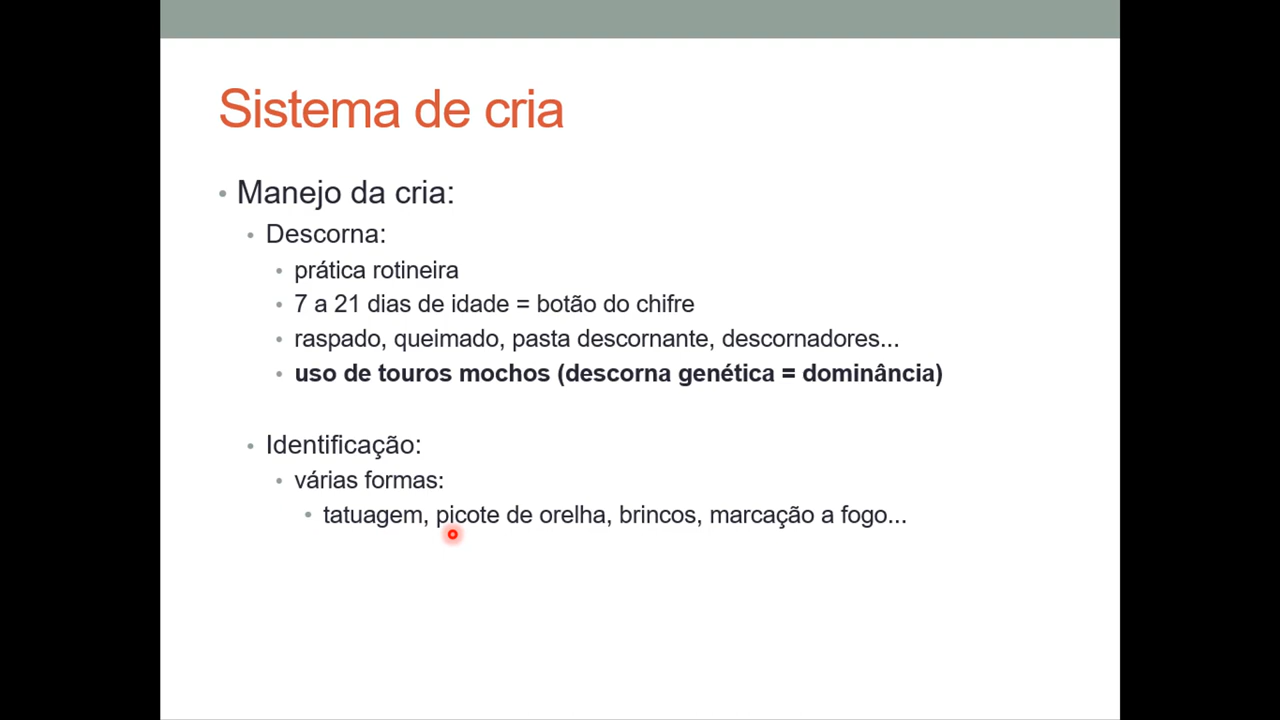 Sistema de cria
• Manejo da cria:
• Descorna:
• prática rotineira
• 7 a 21 dias de idade = botão do chifre
• raspado, queimado, pasta descornante, descornadores...
• uso de touros mochos (descorna genética = dominância)
• Identificação:
• várias formas:
• tatuagem, picote de orelha, brincos, marcação a fogo...